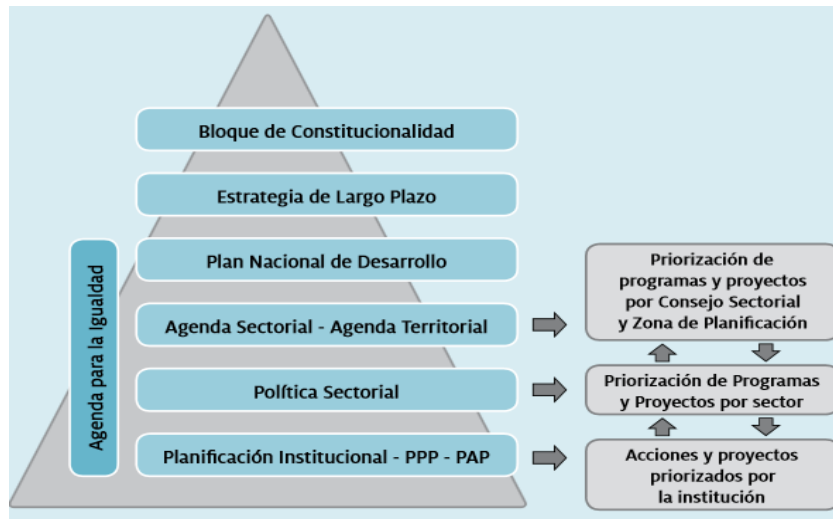 Bloque de Constitucionalidad
Estrategia de Largo Plazo
Plan Nacional de Desarrollo
Agenda Sectorial - Agenda Territorial
Política Sectorial
Planificación Institucional - PPP - PAP
Agenda para la Igualdad
Priorización de
programas y proyectos
por Consejo Sectorial
y Zona de Planificación
Priorización de Programas
y Proyectos por sector
Acciones y proyectos
priorizados por
la institución